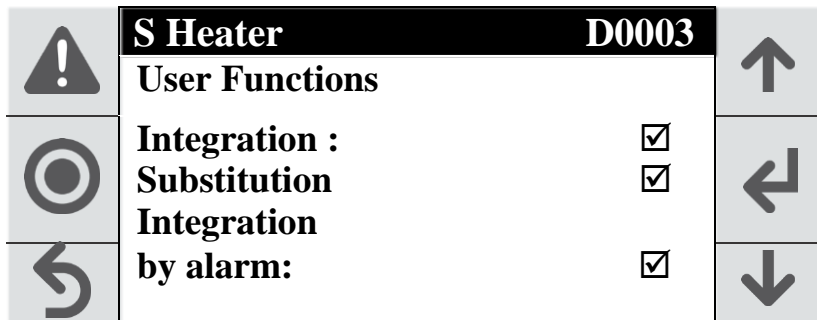 S Heater D0003
User Functions
Integration : ☑
Substitution ☑
Integration
by alarm: ☑